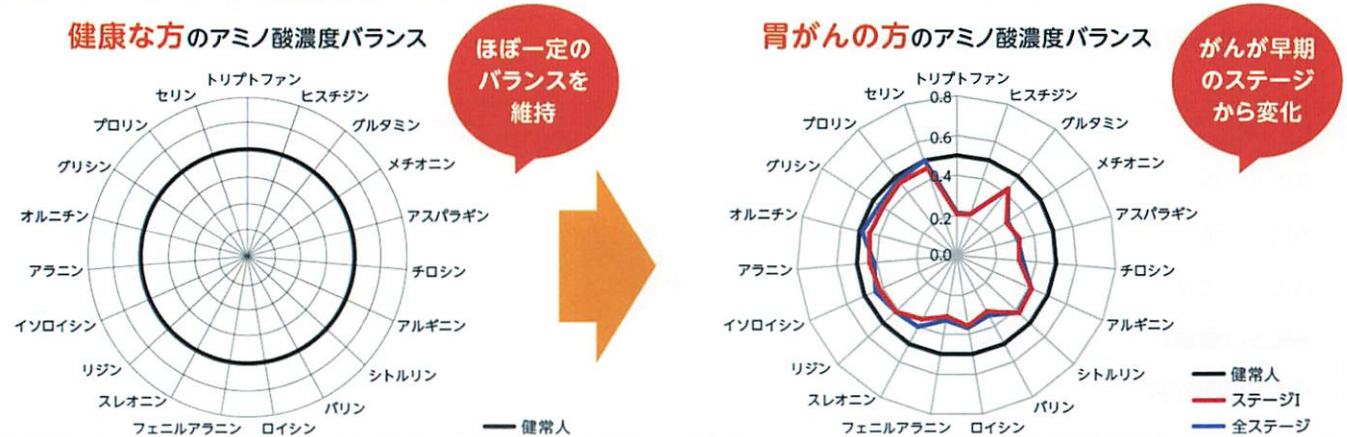 健康な方のアミノ酸濃度バランス
ほぼ一定の
バランスを
維持
トリプトファン
ヒスチジン
グルタミン
メチオニン
アスパラギン
チロシン
アルギニン
シトルリン
バリン
ロイシン
フェニルアラニン
スレオニン
リジン
イソロイシン
アラニン
オルニチン
グリシン
プロリン
セリン
健常人
胃がんの方のアミノ酸濃度バランス
がんが早期
のステージ
から変化
トリプトファン
ヒスチジン
グルタミン
メチオニン
アスパラギン
チロシン
アルギニン
シトルリン
バリン
ロイシン
フェニルアラニン
スレオニン
リジン
イソロイシン
アラニン
オルニチン
グリシン
プロリン
セリン
0.8
0.6
0.4
0.2
0.0
健常人
ステージI
全ステージ